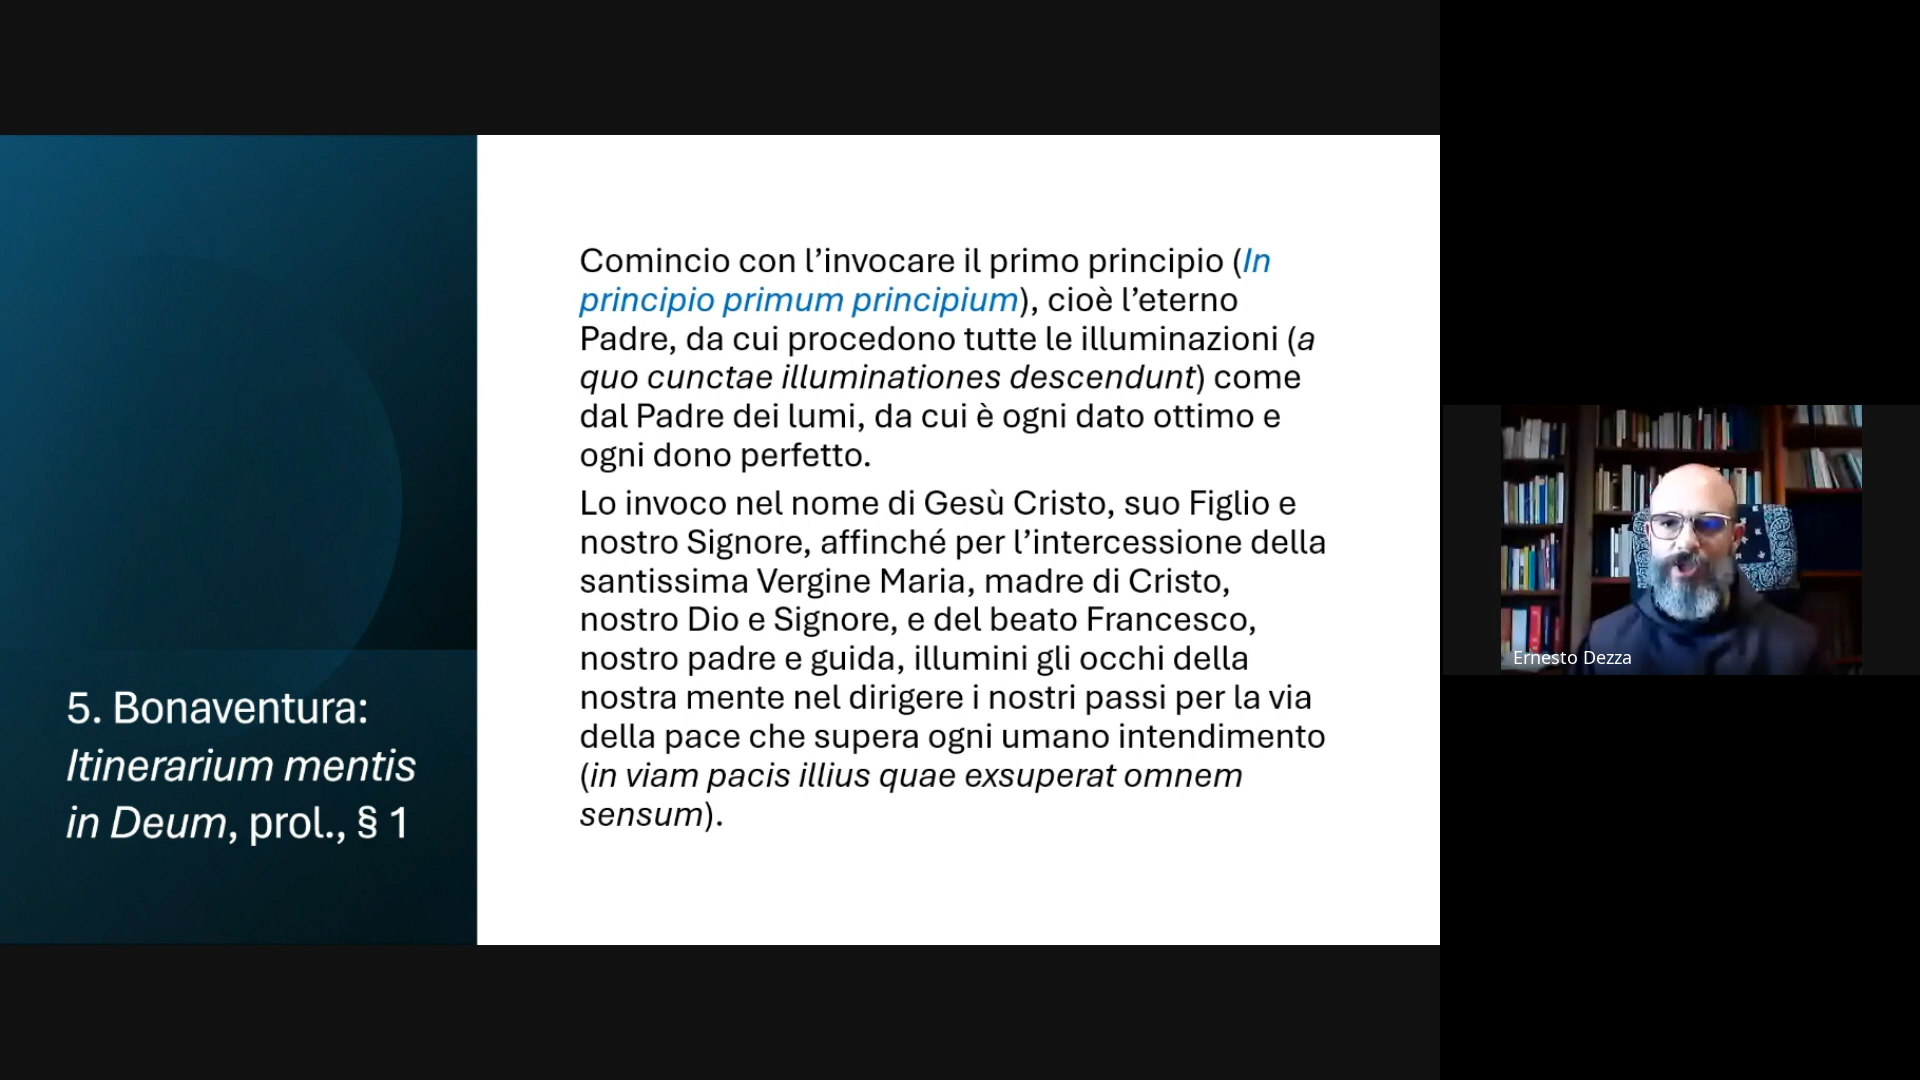 5. Bonaventura:
Itinerarium mentis
in Deum, prol., § 1
Comincio con l’invocare il primo principio (In
principio primum principium), cioè l’eterno
Padre, da cui procedono tutte le illuminazioni (a
quo cunctae illuminationes descendunt) come
dal Padre dei lumi, da cui è ogni dato ottimo e
ogni dono perfetto.
Lo invoco nel nome di Gesù Cristo, suo Figlio e
nostro Signore, affinché per l’intercessione della
santissima Vergine Maria, madre di Cristo,
nostro Dio e Signore, e del beato Francesco,
nostro padre e guida, illumini gli occhi della
nostra mente nel dirigere i nostri passi per la via
della pace che supera ogni umano intendimento
(in viam pacis illius quae exsuperat omnem
sensum).
Ernesto Dezza